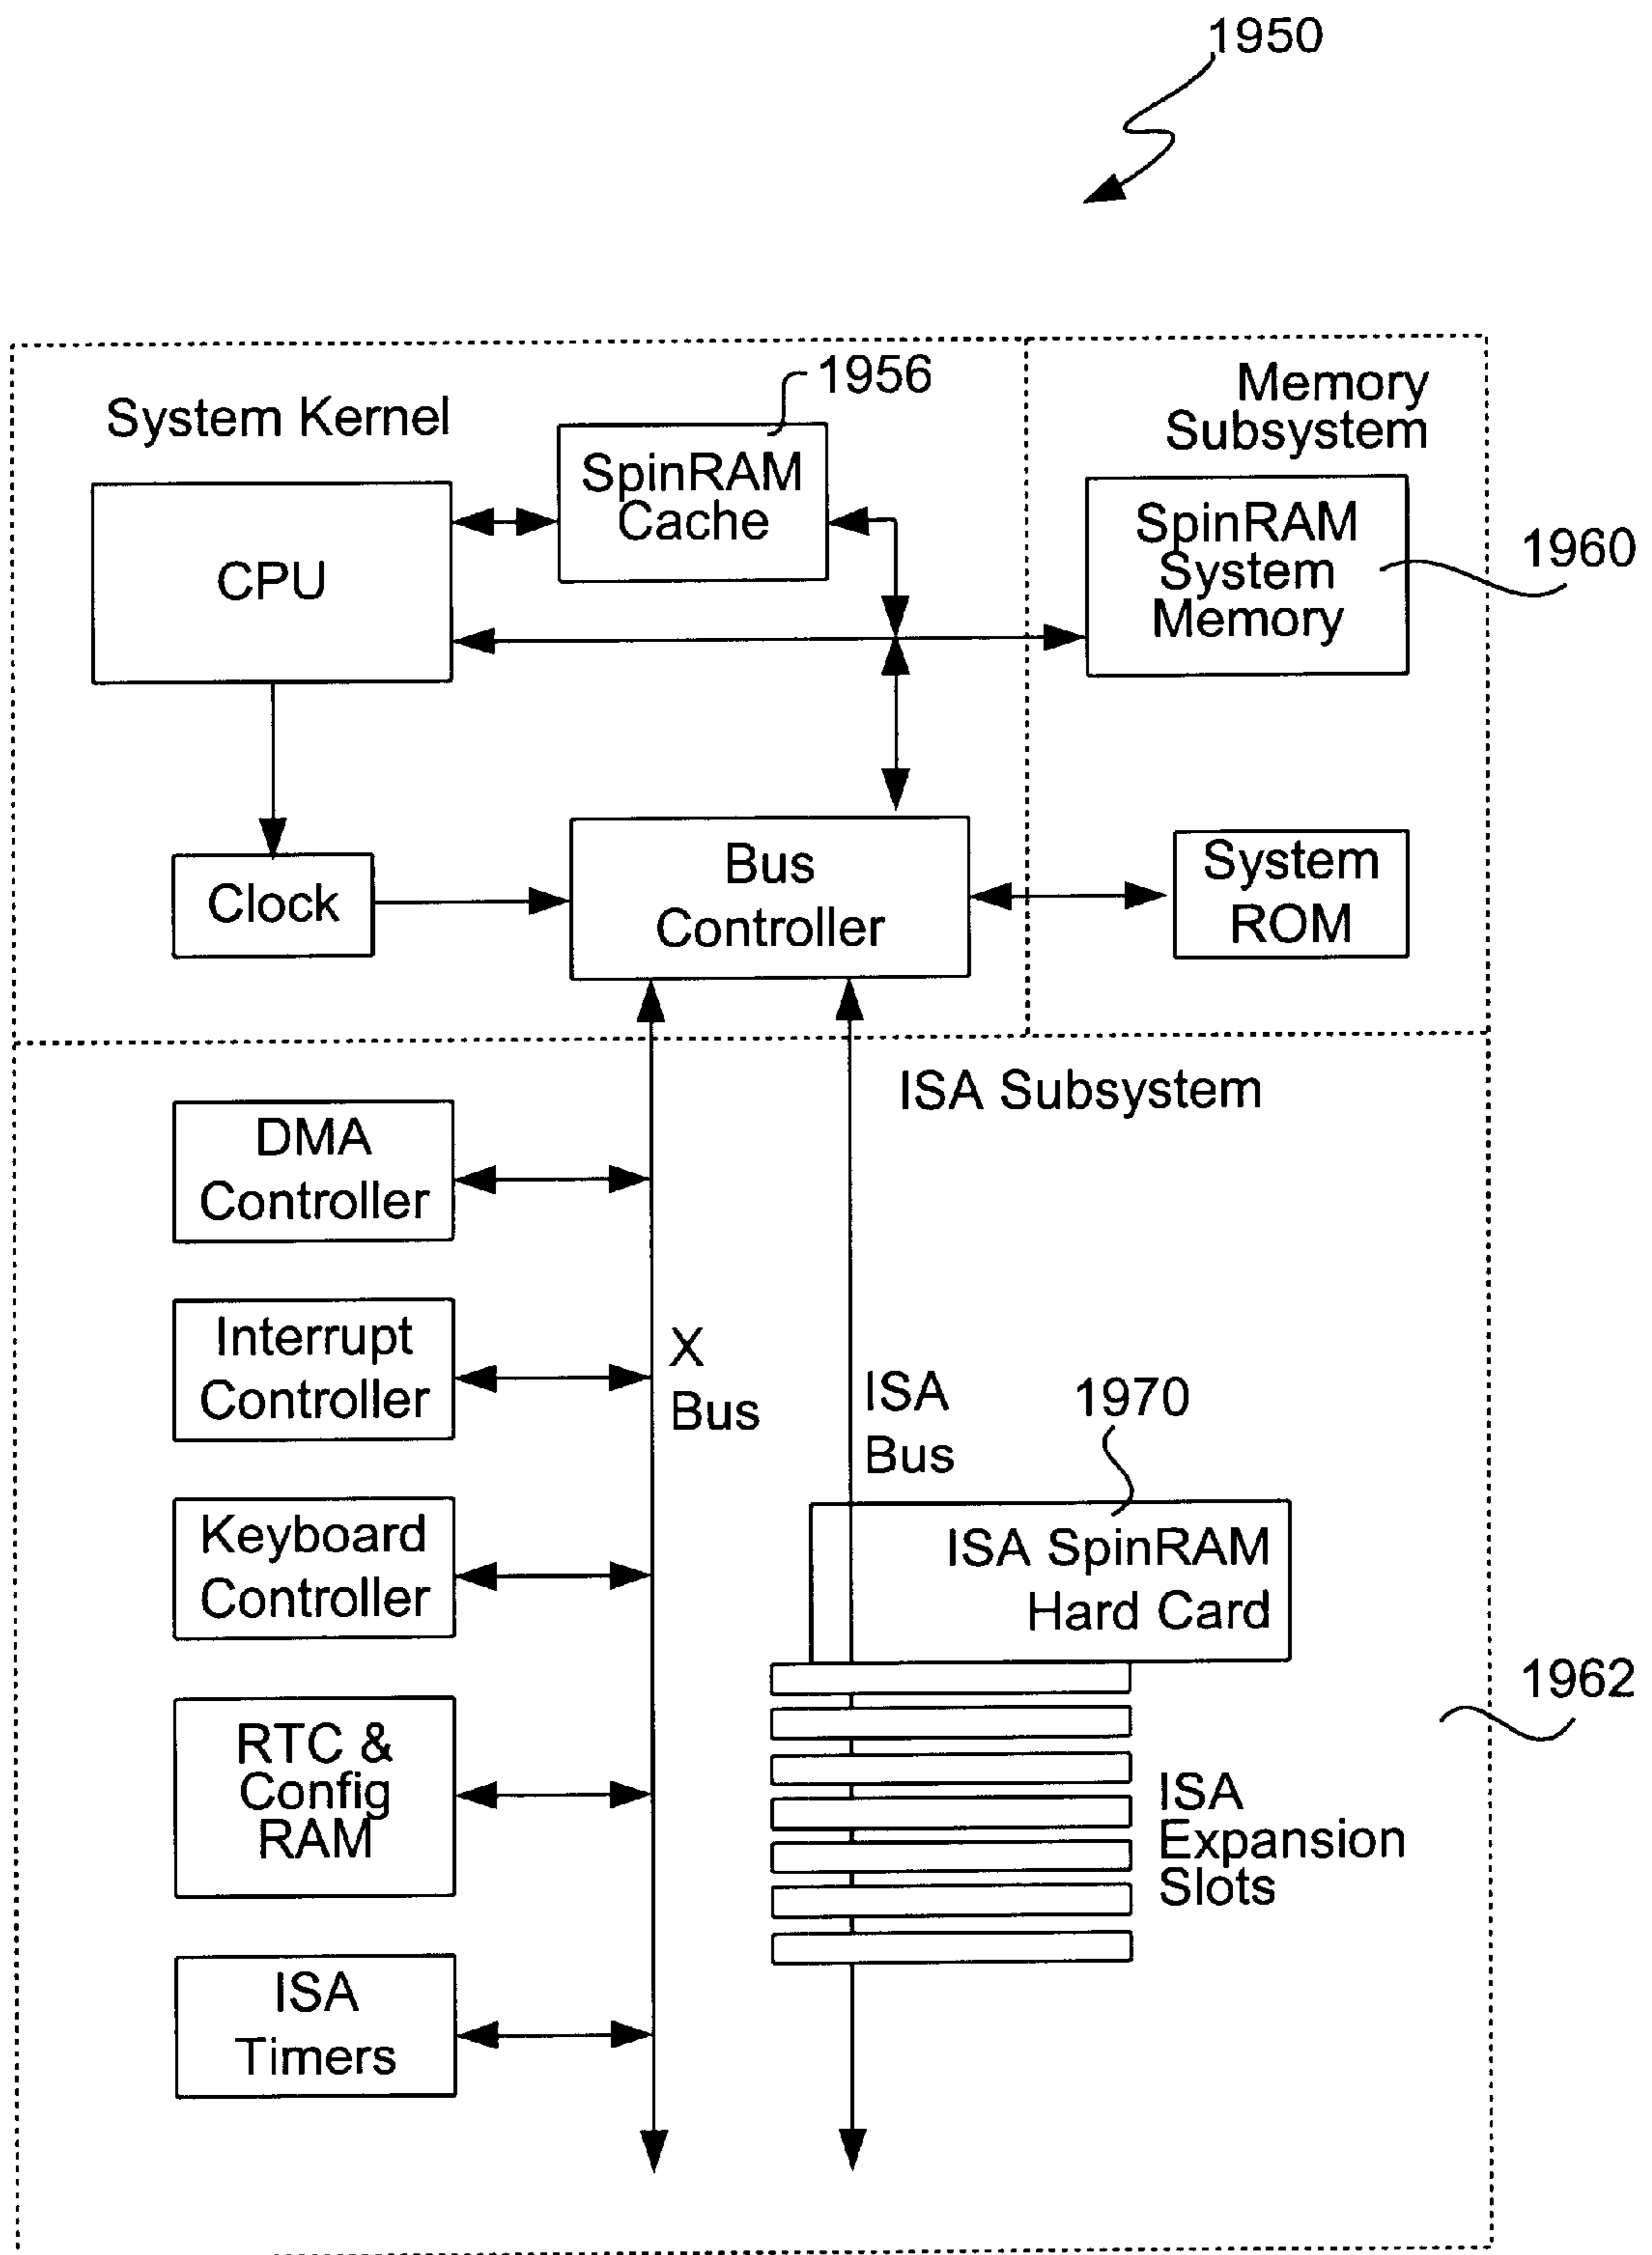 1950
System Kernel
1956
Memory
Subsystem
SpinRAM
Cache
CPU
SpinRAM
System
Memory
1960
Clock
Bus
Controller
System
ROM
ISA Subsystem
DMA
Controller
Interrupt
Controller
X
Bus
ISA
Bus
1970
Keyboard
Controller
ISA SpinRAM
Hard Card
1962
RTC &
Config
RAM
ISA
Expansion
Slots
ISA
Timers